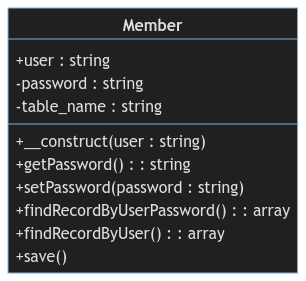 Member
+user : string
-password : string
-table_name : string
+__construct(user : string)
+getPassword() : : string
+setPassword(password : string)
+findRecordByUserPassword() : : array
+findRecordByUser() : : array
+save()